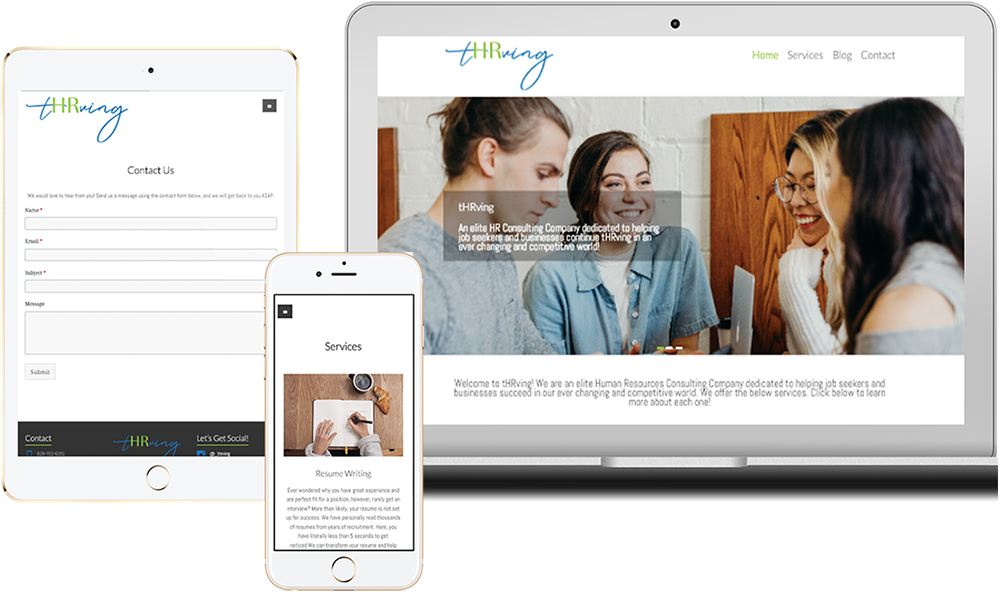 tHRving
Contact Us
We would love to hear from you! Send us a message using the contact form below, and we will get back to you ASAP.
Name *
Email *
Subject *
Message
Submit
Contact
tHRving
Let's Get Social!
Services
Resume Writing
Ever wondered why you have great experience and
are perfect fit for a position, however, rarely get an
interview? More than likely, your resume is not set
up for success. We have personally read thousands
of resumes from years of recruitment. Here, you
have literally less than 5 seconds to get
noticed.We can transform your resume and help
tHRving
Home Services Blog Contact
tHRving
An elite HR Consulting Company dedicated to helping
job seekers and businesses continue tHRving in an
ever changing and competitive world!
Welcome to tHRving! We are an elite Human Resources Consulting Company dedicated to helping job seekers and
businesses succeed in our ever changing and competitive world. We offer the below services. Click below to learn
more about each one!